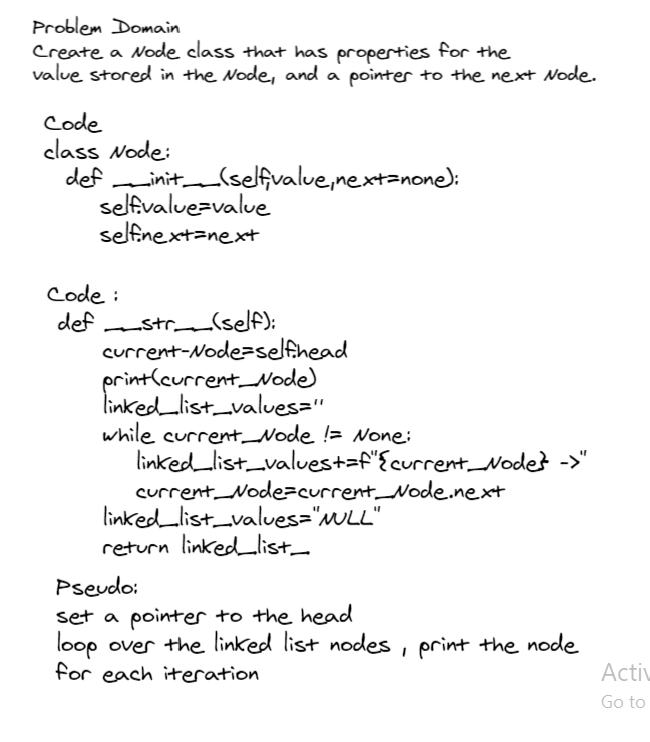 Problem Domain
Create a Node class that has properties for the
value stored in the Node, and a pointer to the next Node.
Code
class Node:
def __init__(self,value,next=none):
self.value=value
self.next=next
Code :
def __str__(self):
current-Node=self.head
print(current_Node)
linked_list_values=''
while current_Node != None:
linked_list_values+=f"{current_Node} ->"
current_Node=current_Node.next
linked_list_values="NULL"
return linked_list_
Pseudo:
set a pointer to the head
loop over the linked list nodes , print the node
for each iteration
Go to